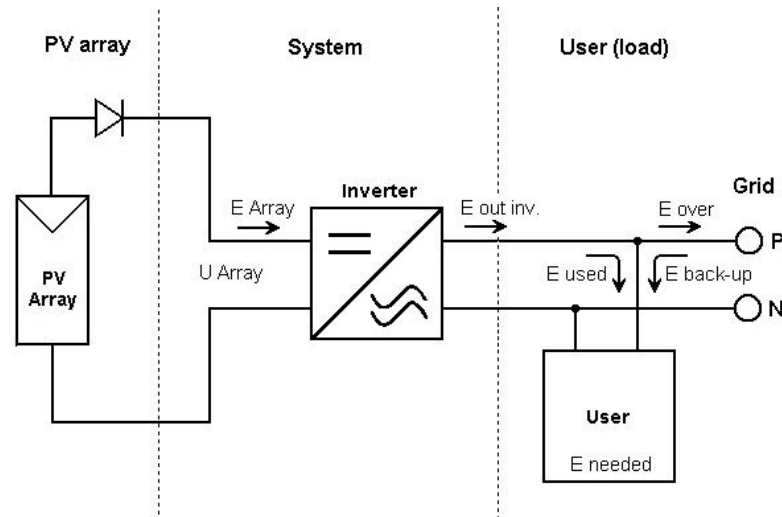 PV array
System
User (load)
Inverter
Grid
E Array
E out inv.
E over
P
U Array
E used
E back-up
PV
Array
N
User
E needed